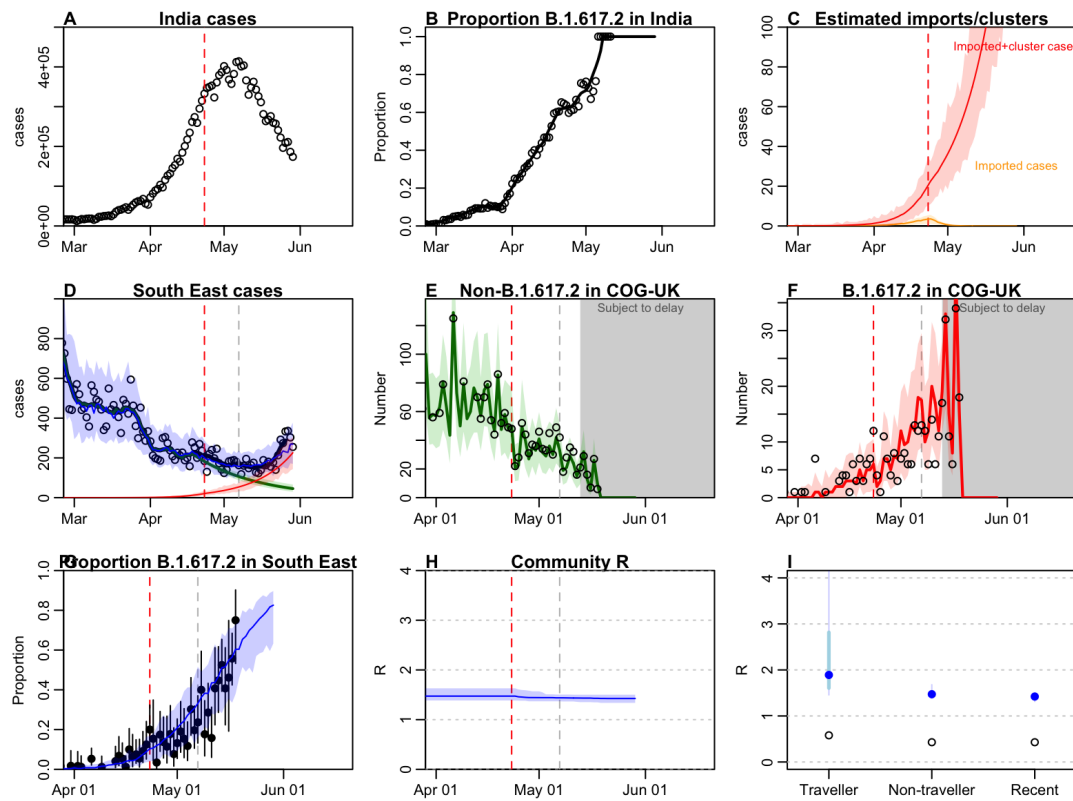 A India cases
cases
0e+00 2e+05 4e+05
Mar Apr May Jun
B Proportion B.1.617.2 in India
Proportion
0.0 0.2 0.4 0.6 0.8 1.0
Mar Apr May Jun
C Estimated imports/clusters
cases
0 20 40 60 80 100
Imported+cluster case
Imported cases
Mar Apr May Jun
D South East cases
cases
0 200 400 600 800
Mar Apr May Jun
E Non-B.1.617.2 in COG-UK
Number
0 20 60 100
Subject to delay
Apr 01 May 01 Jun 01
F B.1.617.2 in COG-UK
Number
0 5 10 20 30
Subject to delay
Apr 01 May 01 Jun 01
Proportion B.1.617.2 in South East
Proportion
0.0 0.2 0.4 0.6 0.8 1.0
Apr 01 May 01 Jun 01
H Community R
R
0 1 2 3 4
Apr 01 May 01 Jun 01
I
R
0 1 2 3 4
Traveller Non-traveller Recent